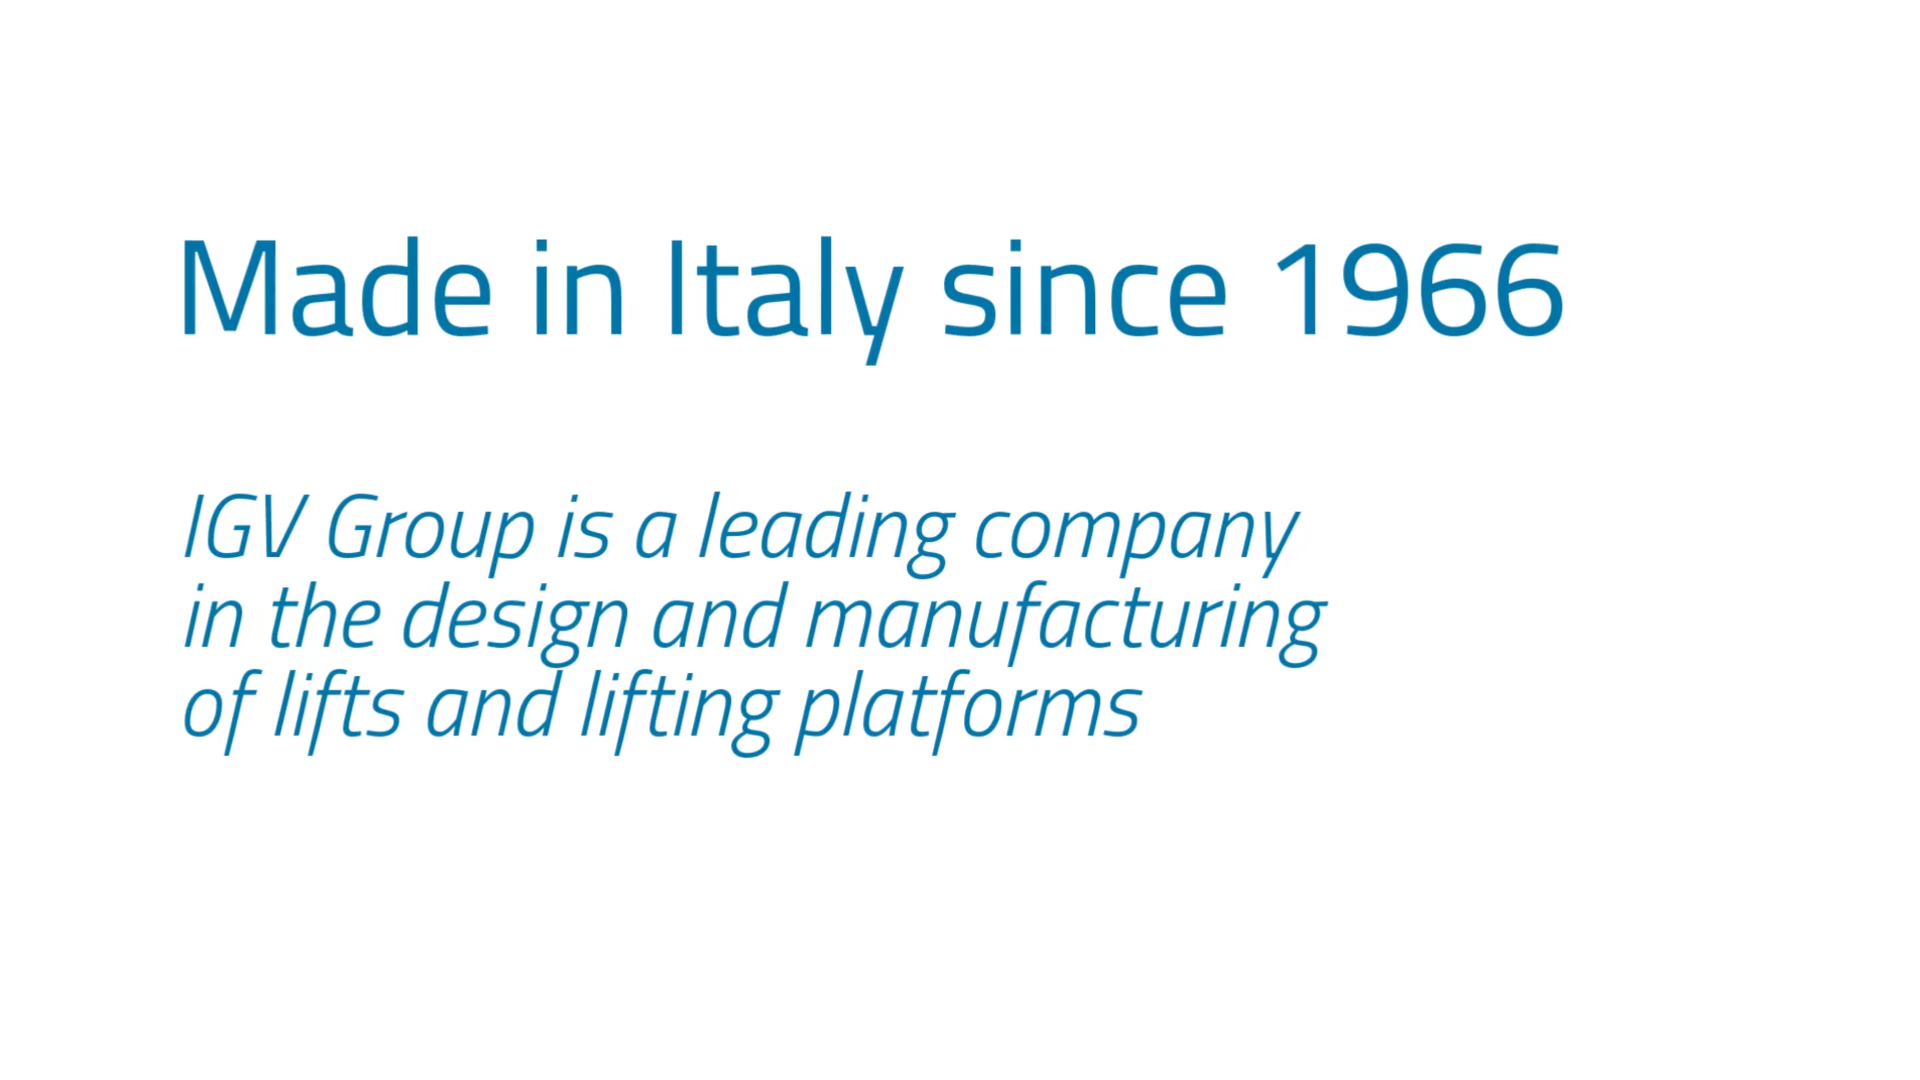 Made in Italy since 1966
IGV Group is a leading company
in the design and manufacturing
of lifts and lifting platforms